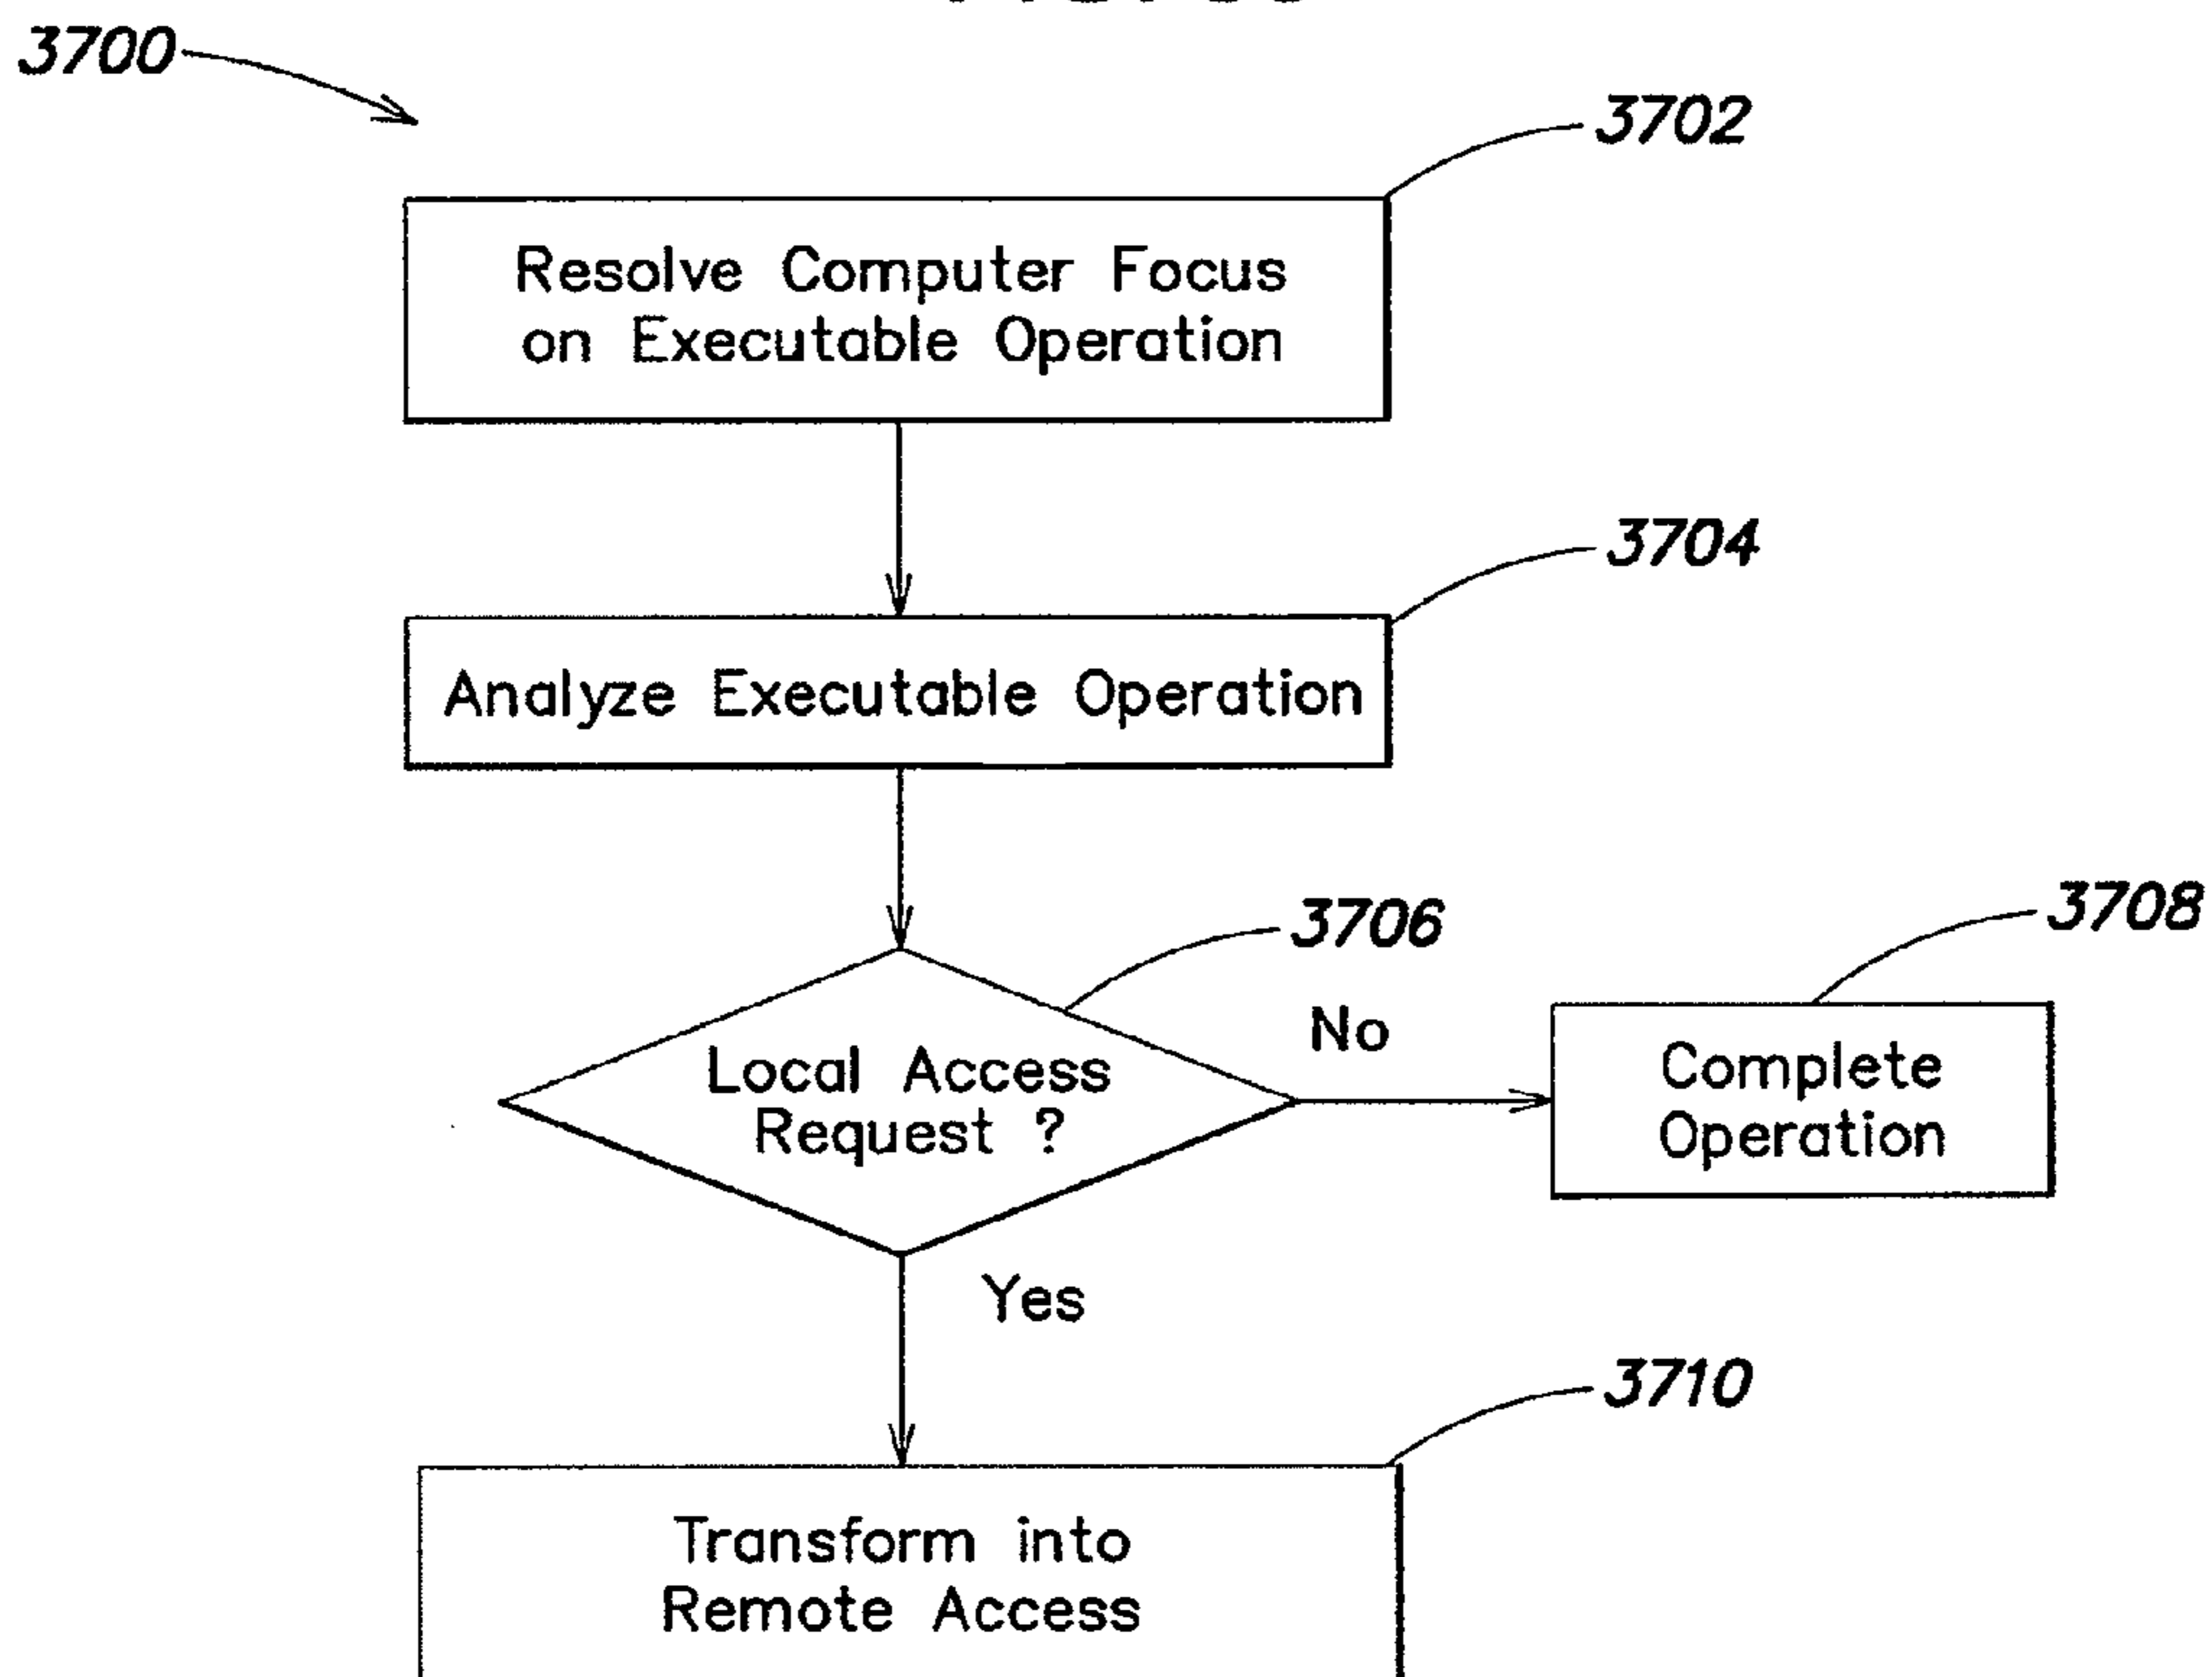 3700
3702
Resolve Computer Focus
on Executable Operation
3704
Analyze Executable Operation
3706
3708
Local Access
Request ?
No
Complete
Operation
Yes
3710
Transform into
Remote Access